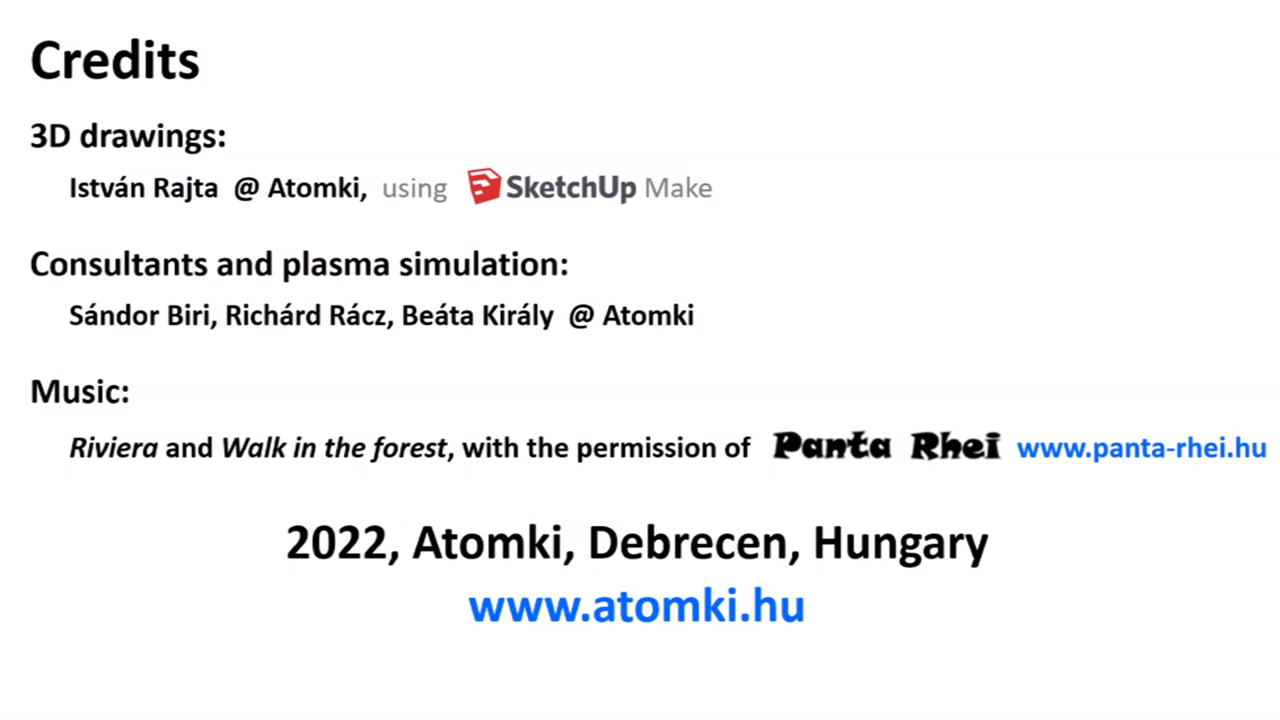 Credits
3D drawings:
István Rajta @ Atomki, using SketchUp Make
Consultants and plasma simulation:
Sándor Biri, Richárd Rácz, Beáta Király @ Atomki
Music:
Riviera and Walk in the forest, with the permission of Panta Rhei www.panta-rhei.hu
2022, Atomki, Debrecen, Hungary
www.atomki.hu